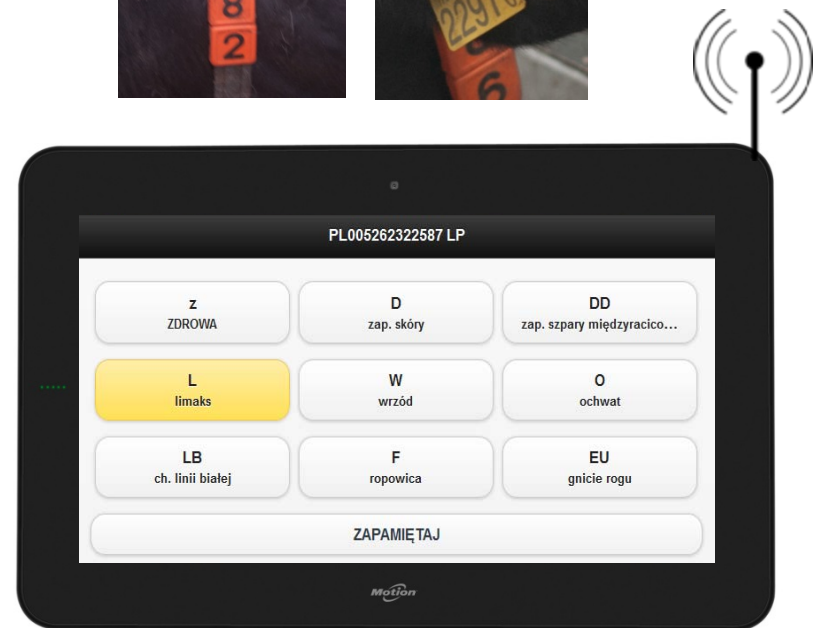 8
2
22970
6
PL005262322587 LP
z
ZDROWA
D
zap. skóry
DD
zap. szpary międzyracico...
L
limaks
W
wrzód
O
ochwat
LB
ch. linii białej
F
ropowica
EU
gnicie rogu
ZAPAMIĘTAJ
Motion